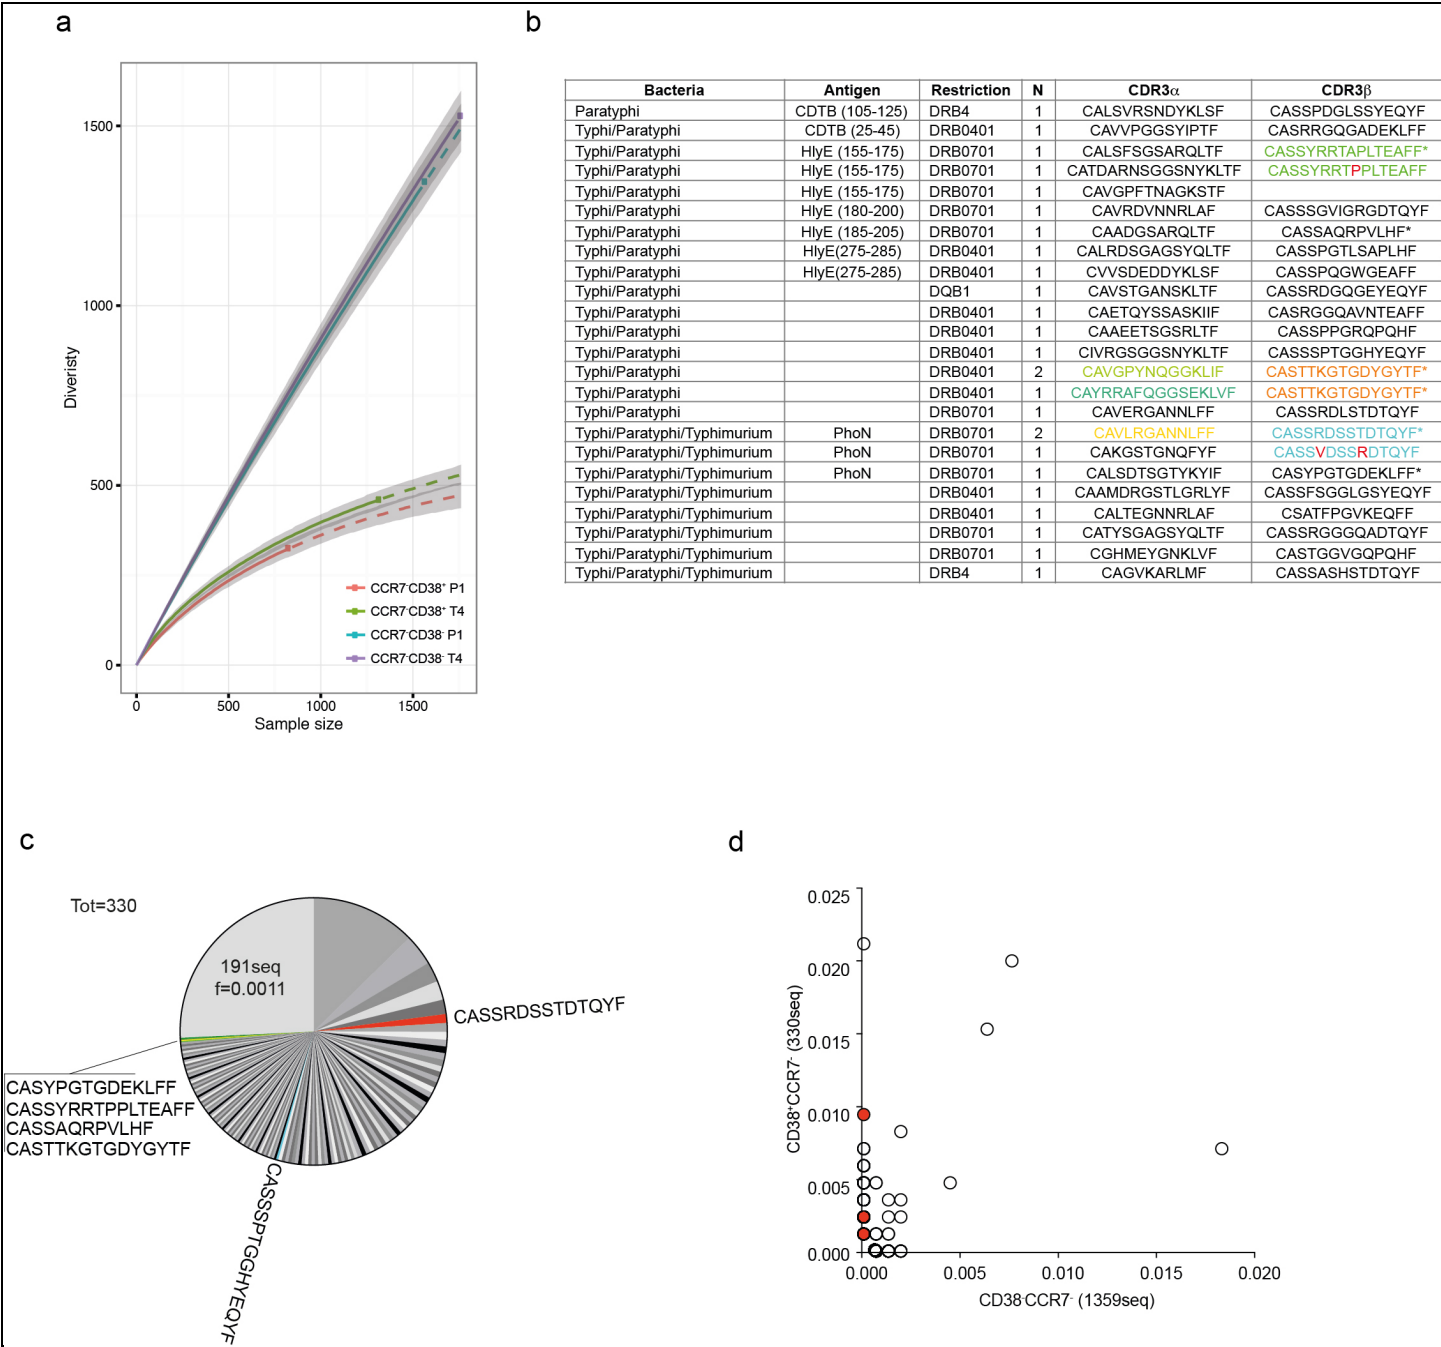 a
1500
1000
500
0
Diveristy
0 500 1000 1500
Sample size
CCR7-CD38+ P1
CCR7-CD38+ T4
CCR7-CD38- P1
CCR7-CD38- T4
b
Bacteria Antigen Restriction N CDR3α CDR3β
Paratyphi CDTB (105-125) DRB4 1 CALSVRSNDYKLSF CASSPDGLSSYEQYF
Typhi/Paratyphi CDTB (25-45) DRB0401 1 CAVVPGGSYIPTF CASRRGQGADEKLFF
Typhi/Paratyphi HlyE (155-175) DRB0701 1 CALSFSGSARQLTF CASSYRRTAPLTEAFF*
Typhi/Paratyphi HlyE (155-175) DRB0701 1 CATDARNSGGSNYKLTF CASSYRRTPPLTEAFF
Typhi/Paratyphi HlyE (155-175) DRB0701 1 CAVGPFTNAGKSTF
Typhi/Paratyphi HlyE (180-200) DRB0701 1 CAVRDVNNRLAF CASSSGVIGRGDTQYF
Typhi/Paratyphi HlyE (185-205) DRB0701 1 CAADGSARQLTF CASSAQRPVLHF*
Typhi/Paratyphi HlyE(275-285) DRB0401 1 CALRDSGAGSYQLTF CASSPGTLSAPLHF
Typhi/Paratyphi HlyE(275-285) DRB0401 1 CVVSDEDDYKLSF CASSPQGWGEAFF
Typhi/Paratyphi DQB1 1 CAVSTGANSKLTF CASSRDGQGEYEQYF
Typhi/Paratyphi DRB0401 1 CAETQYSSASKIIF CASRGGQAVNTEAFF
Typhi/Paratyphi DRB0401 1 CAAEETSGSRLTF CASSPPGRQPQHF
Typhi/Paratyphi DRB0401 1 CIVRGSGGSNYKLTF CASSSPTGGHYEQYF
Typhi/Paratyphi DRB0401 2 CAVGPYNQGGKLIF CASTTKGTGDYGYTF*
Typhi/Paratyphi DRB0401 1 CAYRRAFQGGSEKLVF CASTTKGTGDYGYTF*
Typhi/Paratyphi DRB0701 1 CAVERGANNLFF CASSRDLSTDTQYF
Typhi/Paratyphi/Typhimurium PhoN DRB0701 2 CAVLRGANNLFF CASSRDSSTDTQYF*
Typhi/Paratyphi/Typhimurium PhoN DRB0701 1 CAKGSTGNQFYF CASSVDSSRDTQYF
Typhi/Paratyphi/Typhimurium PhoN DRB0701 1 CALSDTSGTYKYIF CASYPGTGDEKLFF*
Typhi/Paratyphi/Typhimurium DRB0401 1 CAAMDRGSTLGRLYF CASSFSGGLGSYEQYF
Typhi/Paratyphi/Typhimurium DRB0401 1 CALTEGNNRLAF CSATFPGVKEQFF
Typhi/Paratyphi/Typhimurium DRB0701 1 CATYSGAGSYQLTF CASSRGGGQADTQYF
Typhi/Paratyphi/Typhimurium DRB0701 1 CGHMEYGNKLVF CASTGGVGQPQHF
Typhi/Paratyphi/Typhimurium DRB4 1 CAGVKARLMF CASSASHSTDTQYF
c
Tot=330
191seq
f=0.0011
CASSRDSSTDTQYF
CASYPGTGDEKLFF
CASSYRRTPPLTEAFF
CASSAQRPVLHF
CASTTKGTGDYGYTF
CASSSPTGGHYEQYF
d
0.025
0.020
0.015
0.010
0.005
0.000
CD38+CCR7- (330seq)
0.000 0.005 0.010 0.015 0.020
CD38-CCR7- (1359seq)